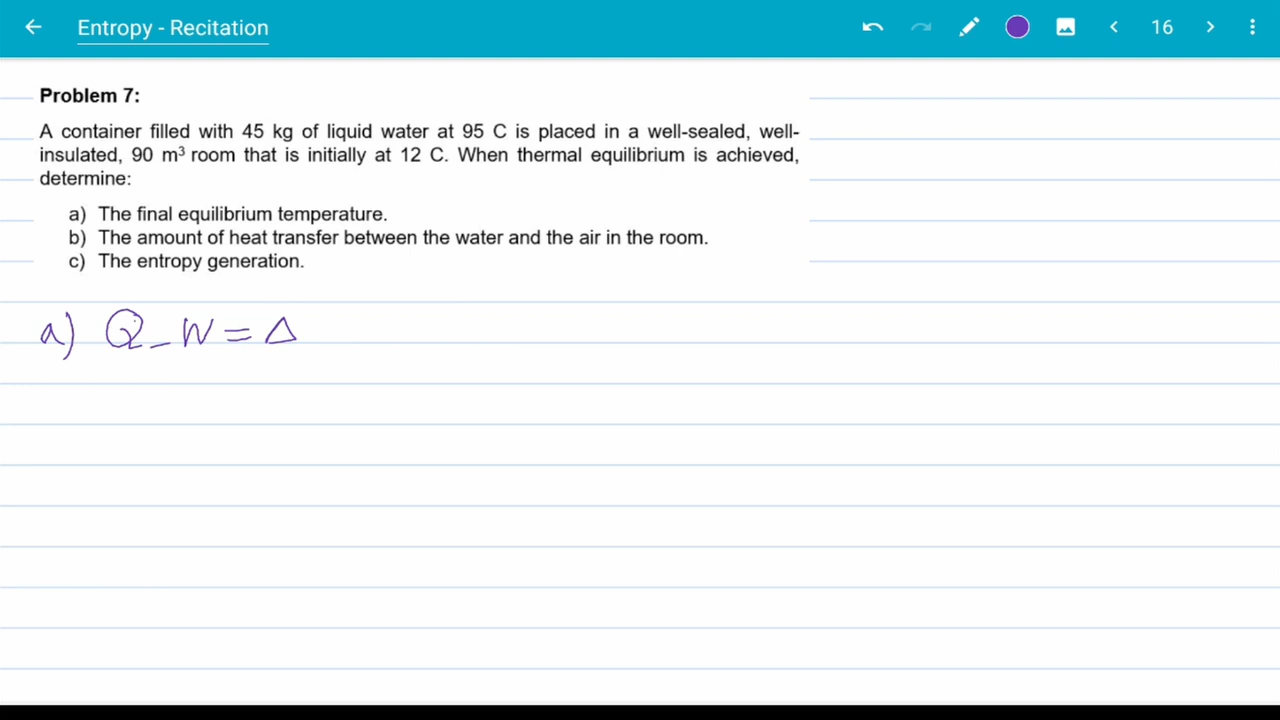 Entropy - Recitation
16
Problem 7:
A container filled with 45 kg of liquid water at 95 C is placed in a well-sealed, well-
insulated, 90 m³ room that is initially at 12 C. When thermal equilibrium is achieved,
determine:
a) The final equilibrium temperature.
b) The amount of heat transfer between the water and the air in the room.
c) The entropy generation.
a) Q - W = Δ